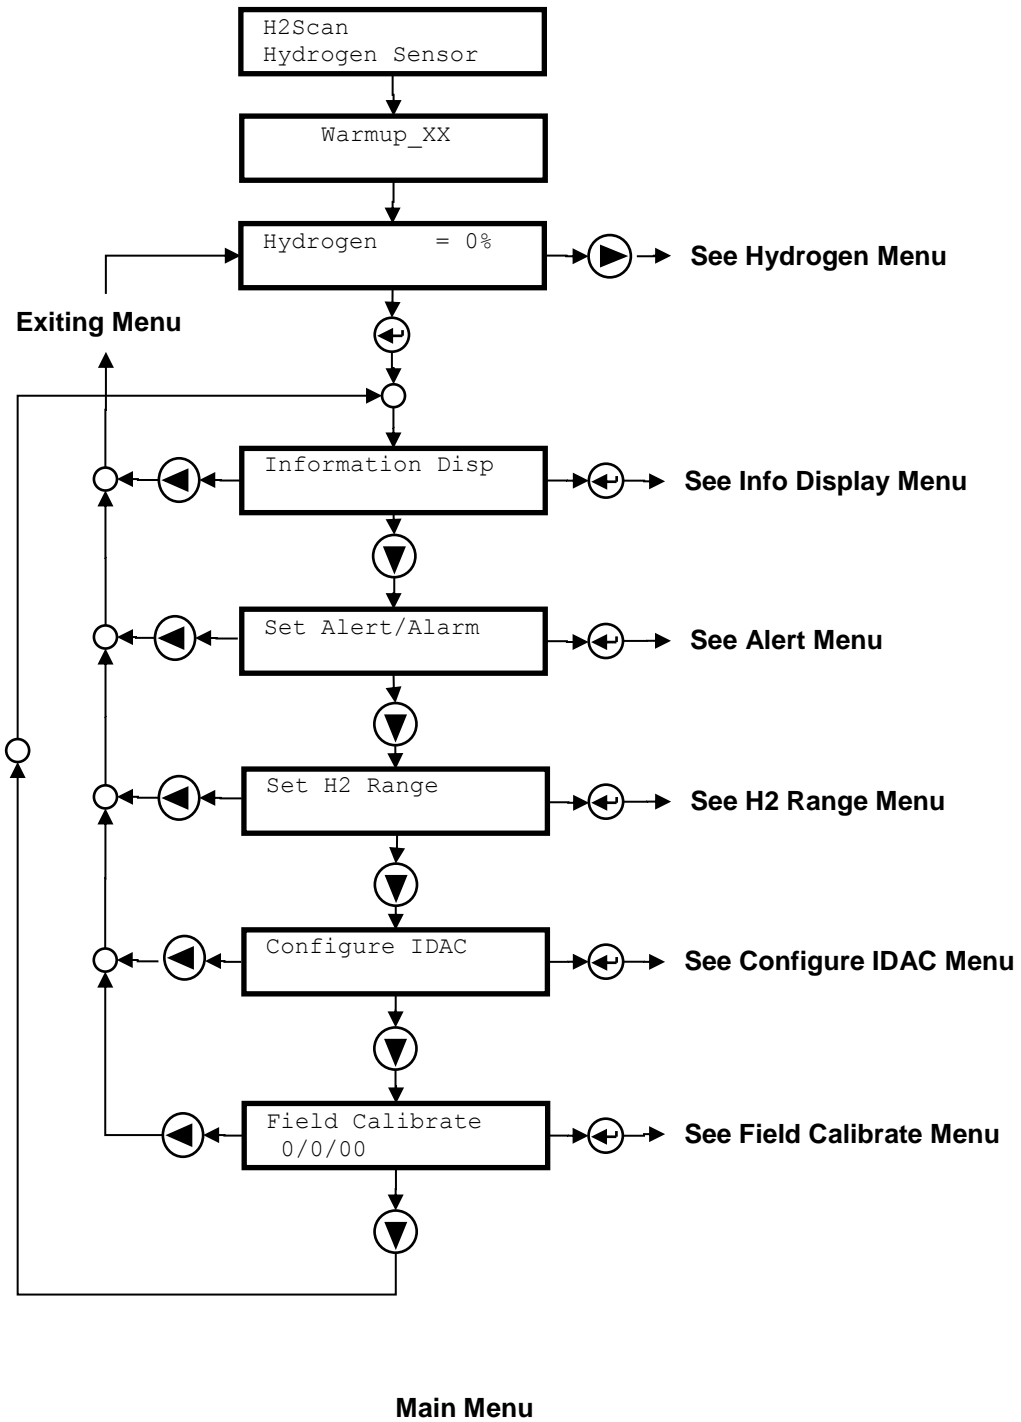 H2Scan
Hydrogen Sensor
Warmup_XX
Hydrogen = 0%
See Hydrogen Menu
Exiting Menu
Information Disp
See Info Display Menu
Set Alert/Alarm
See Alert Menu
Set H2 Range
See H2 Range Menu
Configure IDAC
See Configure IDAC Menu
Field Calibrate
0/0/00
See Field Calibrate Menu
Main Menu